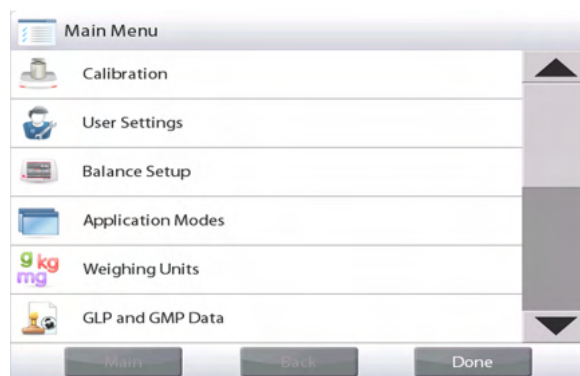 Main Menu
Calibration
User Settings
Balance Setup
Application Modes
g kg
mg Weighing Units
GLP and GMP Data
Main Back Done